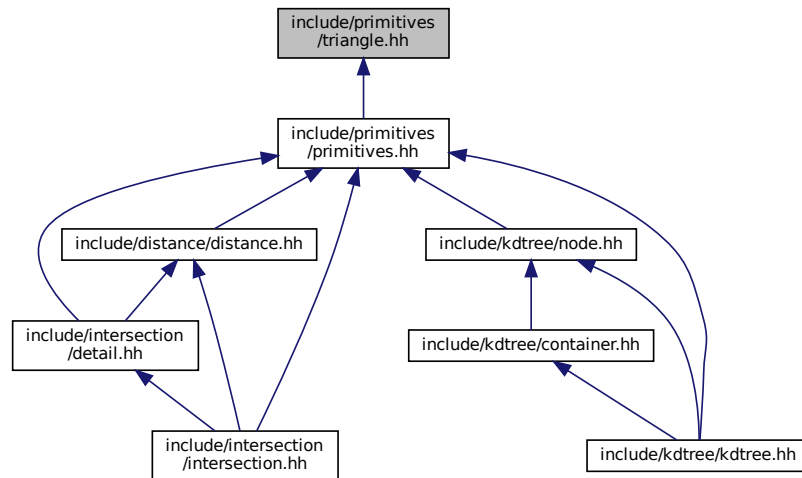 include/primitives
/triangle.hh
include/primitives
/primitives.hh
include/distance/distance.hh
include/kdtree/node.hh
include/intersection
/detail.hh
include/kdtree/container.hh
include/intersection
/intersection.hh
include/kdtree/kdtree.hh